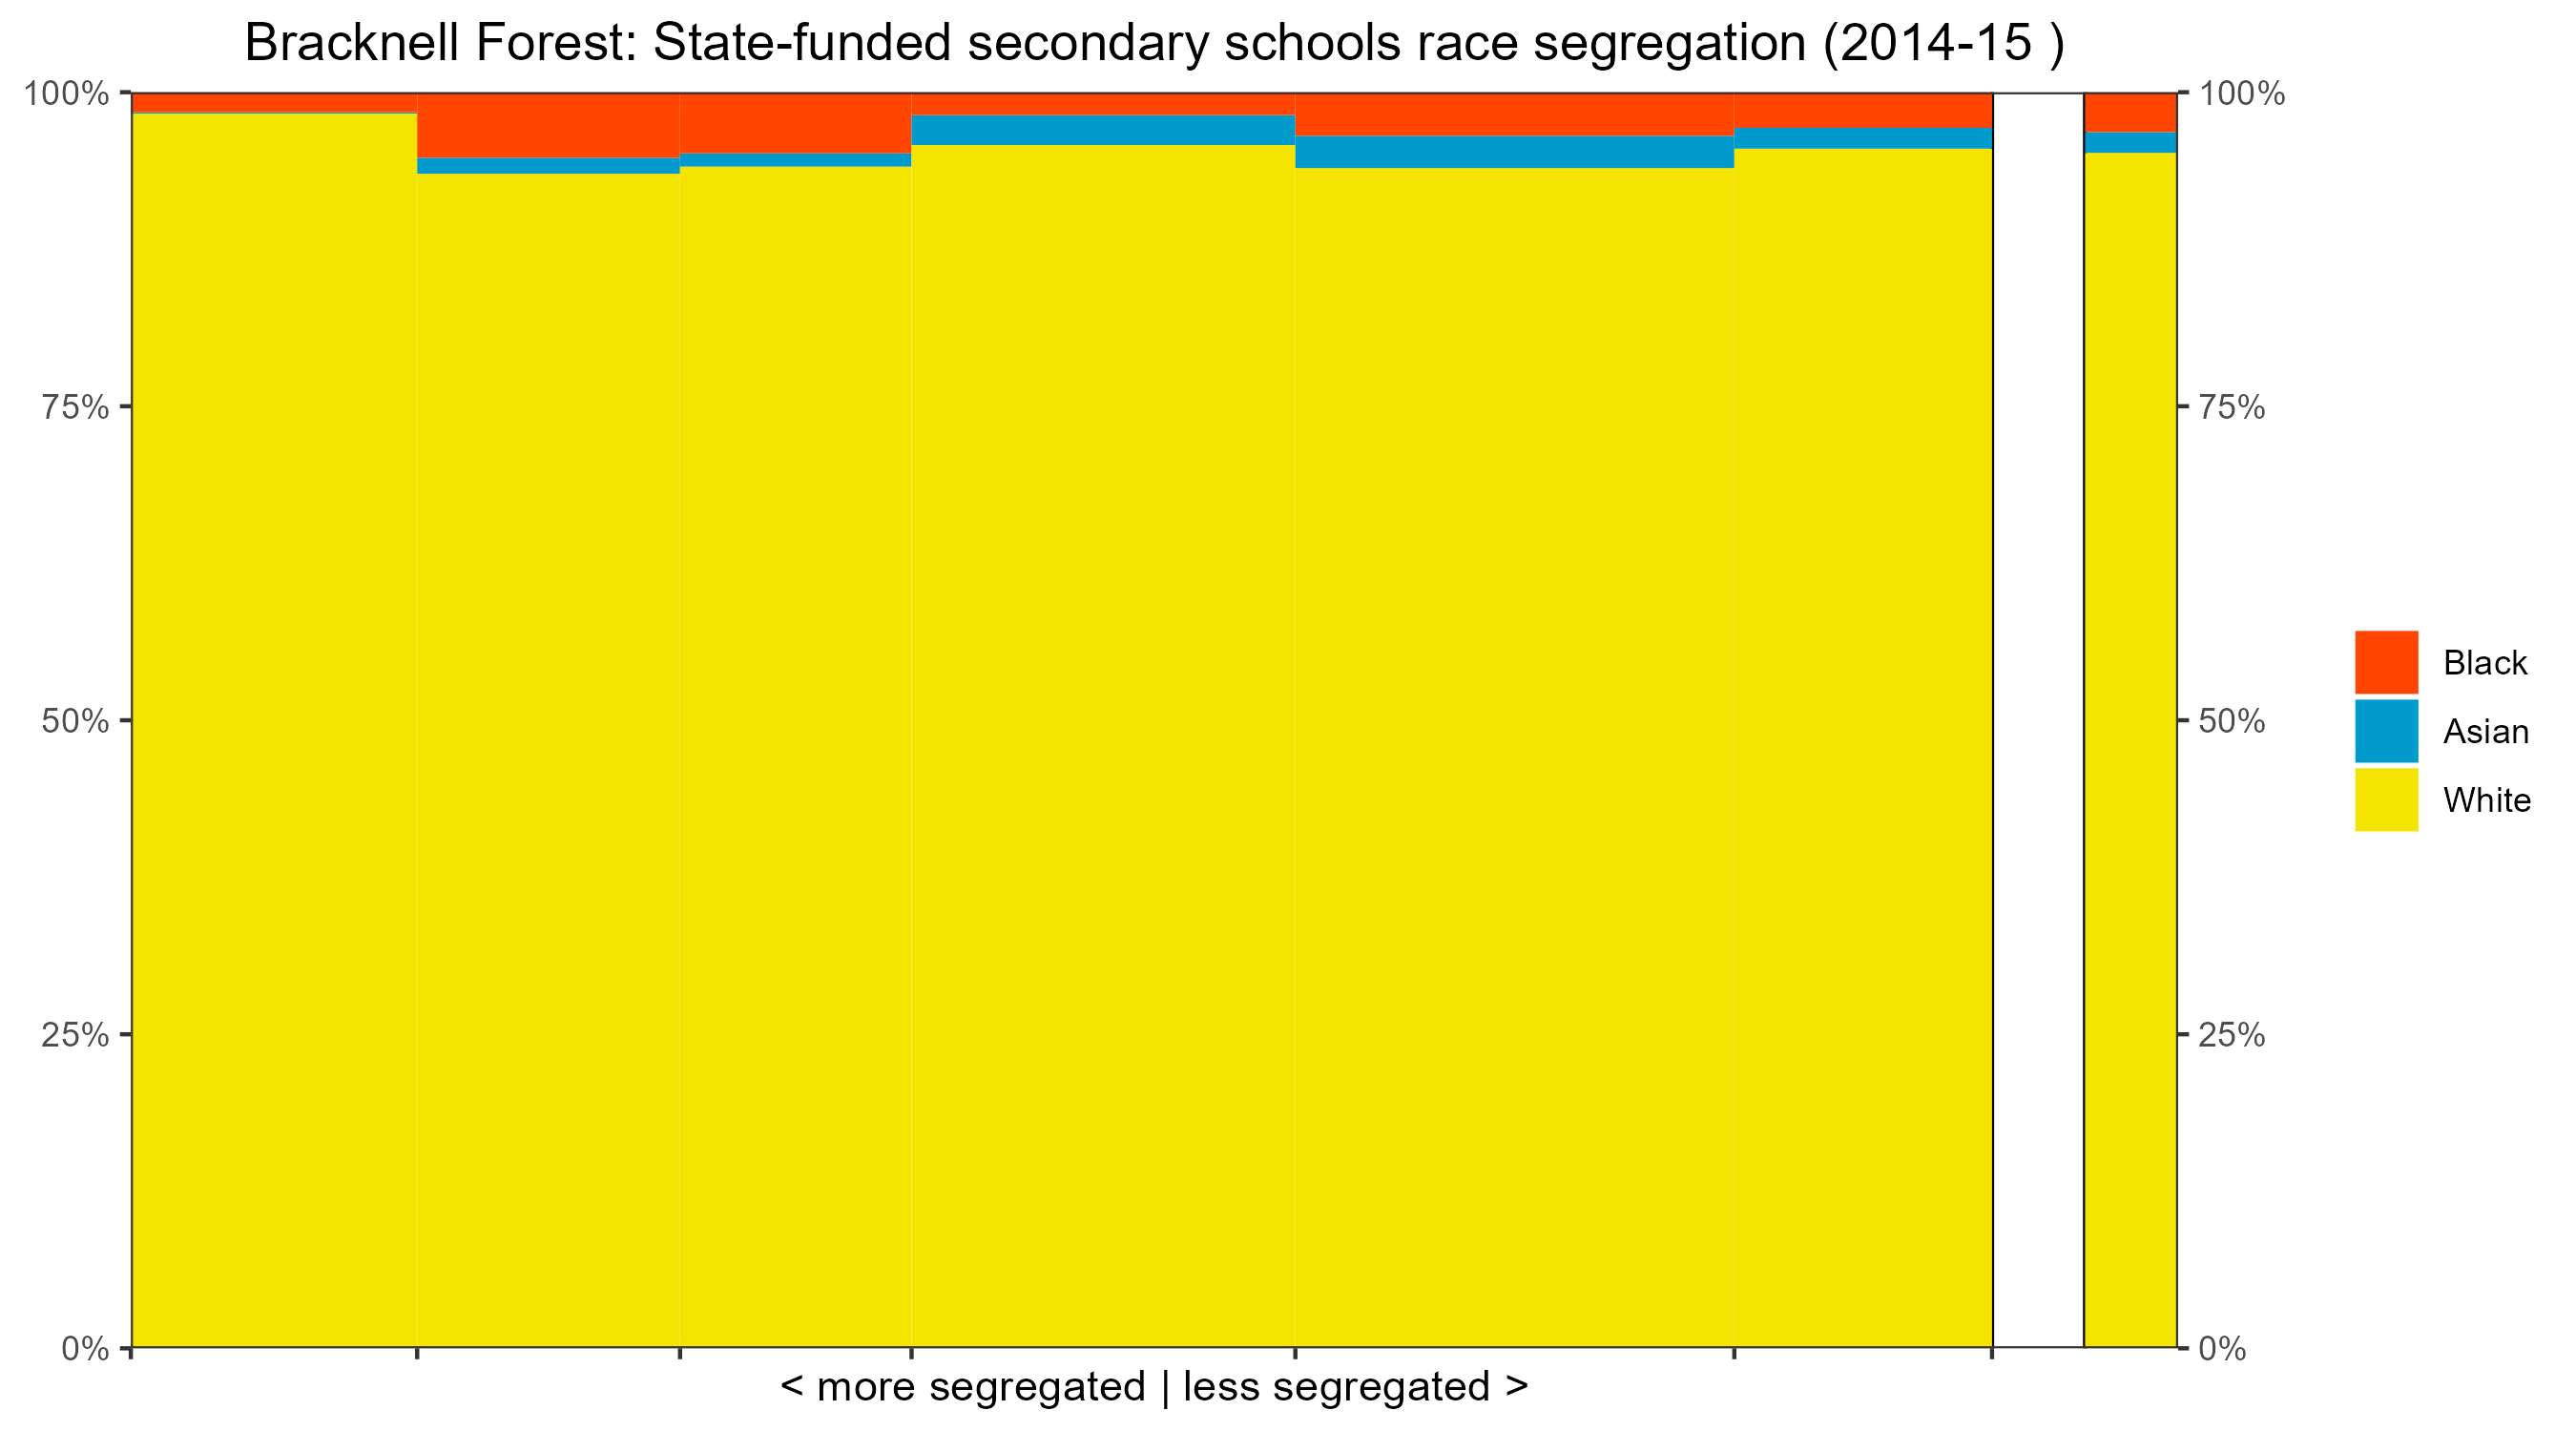 Bracknell Forest: State-funded secondary schools race segregation (2014-15 )
100%
75%
50%
25%
0%
100%
75%
50%
25%
0%
Black
Asian
White
< more segregated | less segregated >